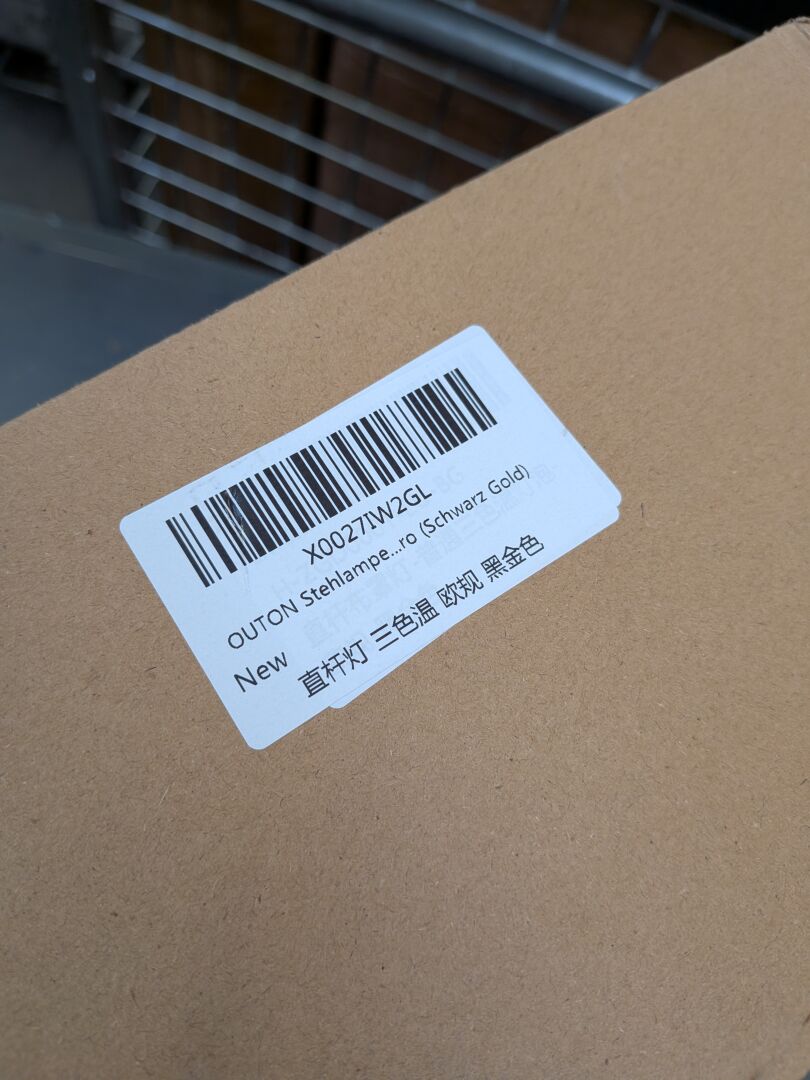 X0027IW2GL
OUTON Stehlampe...ro (Schwarz Gold)
New
直杆灯 三色温 欧规 黑金色